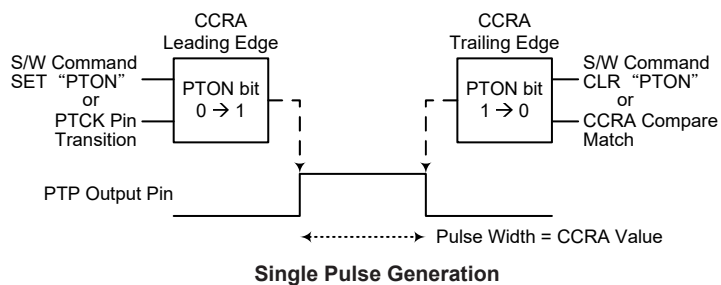 CCRA
Leading Edge
S/W Command
SET “PTON”
or
PTCK Pin
Transition
PTON bit
0 → 1
CCRA
Trailing Edge
PTON bit
1 → 0
S/W Command
CLR “PTON”
or
CCRA Compare
Match
PTP Output Pin
Pulse Width = CCRA Value
Single Pulse Generation